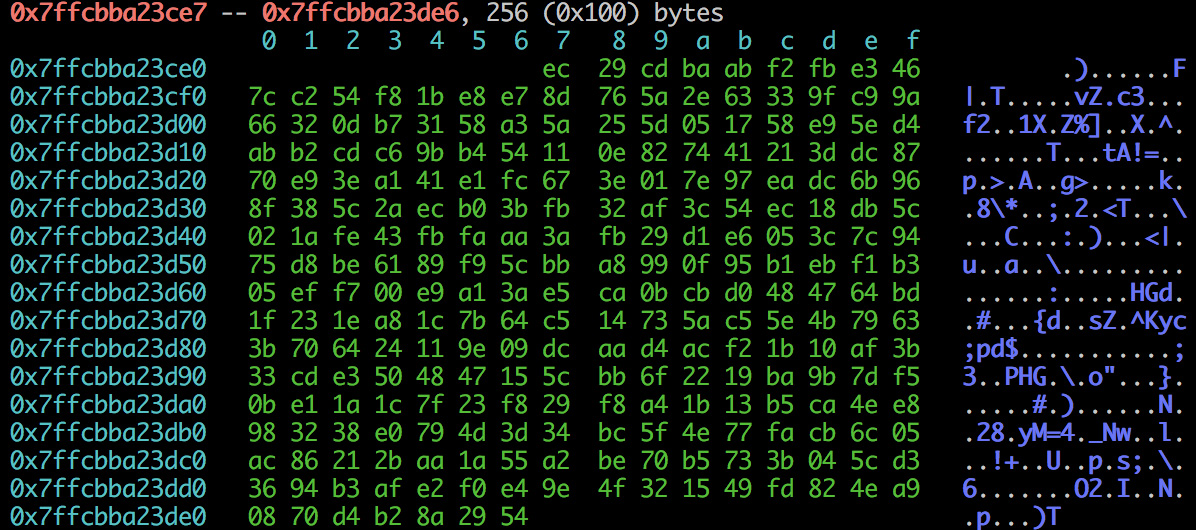 0x7ffcbba23ce7 -- 0x7ffcbba23de6, 256 (0x100) bytes
0 1 2 3 4 5 6 7 8 9 a b c d e f
0x7ffcbba23ce0 ec 29 cd ba ab f2 fb e3 46 .)......F
0x7ffcbba23cf0 7c c2 54 f8 1b e8 e7 8d 76 5a 2e 63 33 9f c9 9a |.T.....vZ.c3...
0x7ffcbba23d00 66 32 0d b7 31 58 a3 5a 25 5d 05 17 58 e9 5e d4 f2..1X.Z%]..X.^.
0x7ffcbba23d10 ab b2 cd c6 9b b4 54 11 0e 82 74 41 21 3d dc 87 ......T...tA!=..
0x7ffcbba23d20 70 e9 3e a1 41 e1 fc 67 3e 01 7e 97 ea dc 6b 96 p.>.A..g>.....k.
0x7ffcbba23d30 8f 38 5c 2a ec b0 3b fb 32 af 3c 54 ec 18 db 5c .8\*..;.2.<T...\
0x7ffcbba23d40 02 1a fe 43 fb fa aa 3a fb 29 d1 e6 05 3c 7c 94 ...C...:.)...<|.
0x7ffcbba23d50 75 d8 be 61 89 f9 5c bb a8 99 0f 95 b1 eb f1 b3 u..a..\.........
0x7ffcbba23d60 05 ef f7 00 e9 a1 3a e5 ca 0b cb d0 48 47 64 bd ......:.....HGd.
0x7ffcbba23d70 1f 23 1e a8 1c 7b 64 c5 14 73 5a c5 5e 4b 79 63 .#...{d..sZ.^Kyc
0x7ffcbba23d80 3b 70 64 24 11 9e 09 dc aa d4 ac f2 1b 10 af 3b ;pd$...........;
0x7ffcbba23d90 33 cd e3 50 48 47 15 5c bb 6f 22 19 ba 9b 7d f5 3..PHG.\.o"...}.
0x7ffcbba23da0 0b e1 1a 1c 7f 23 f8 29 f8 a4 1b 13 b5 ca 4e e8 .....#.)......N.
0x7ffcbba23db0 98 32 38 e0 79 4d 3d 34 bc 5f 4e 77 fa cb 6c 05 .28.yM=4._Nw..l.
0x7ffcbba23dc0 ac 86 21 2b aa 1a 55 a2 be 70 b5 73 3b 04 5c d3 ..!+..U..p.s;.\.
0x7ffcbba23dd0 36 94 b3 af e2 f0 e4 9e 4f 32 15 49 fd 82 4e a9 6.......O2.I..N.
0x7ffcbba23de0 08 70 d4 b2 8a 29 54 .p...)T